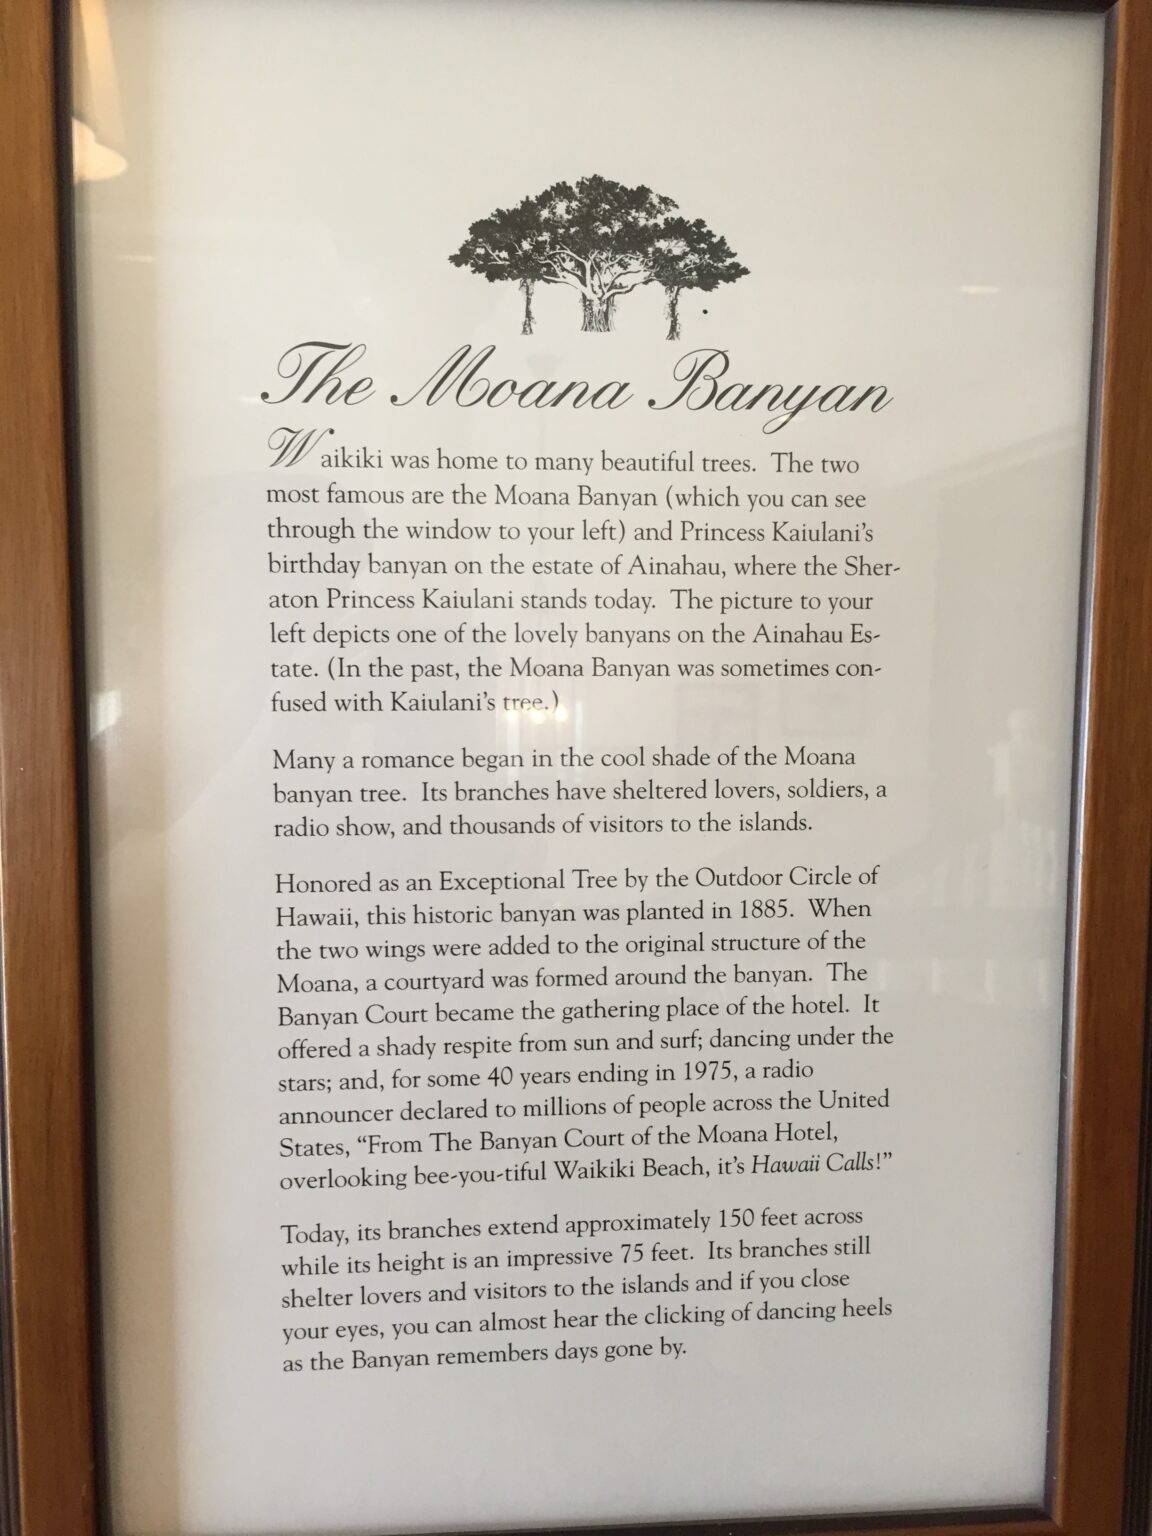 The Moana Banyan
Waikiki was home to many beautiful trees. The two
most famous are the Moana Banyan (which you can see
through the window to your left) and Princess Kaiulani's
birthday banyan on the estate of Ainahau, where the Sher-
aton Princess Kaiulani stands today. The picture to your
left depicts one of the lovely banyans on the Ainahau Es-
tate. (In the past, the Moana Banyan was sometimes con-
fused with Kaiulani's tree.)
Many a romance began in the cool shade of the Moana
banyan tree. Its branches have sheltered lovers, soldiers, a
radio show, and thousands of visitors to the islands.
Honored as an Exceptional Tree by the Outdoor Circle of
Hawaii, this historic banyan was planted in 1885. When
the two wings were added to the original structure of the
Moana, a courtyard was formed around the banyan. The
Banyan Court became the gathering place of the hotel. It
offered a shady respite from sun and surf; dancing under the
stars; and, for some 40 years ending in 1975, a radio
announcer declared to millions of people across the United
States, “From The Banyan Court of the Moana Hotel,
overlooking bee-you-tiful Waikiki Beach, it's Hawaii Calls!”
Today, its branches extend approximately 150 feet across
while its height is an impressive 75 feet. Its branches still
shelter lovers and visitors to the islands and if you close
your eyes, you can almost hear the clicking of dancing heels
as the Banyan remembers days gone by.